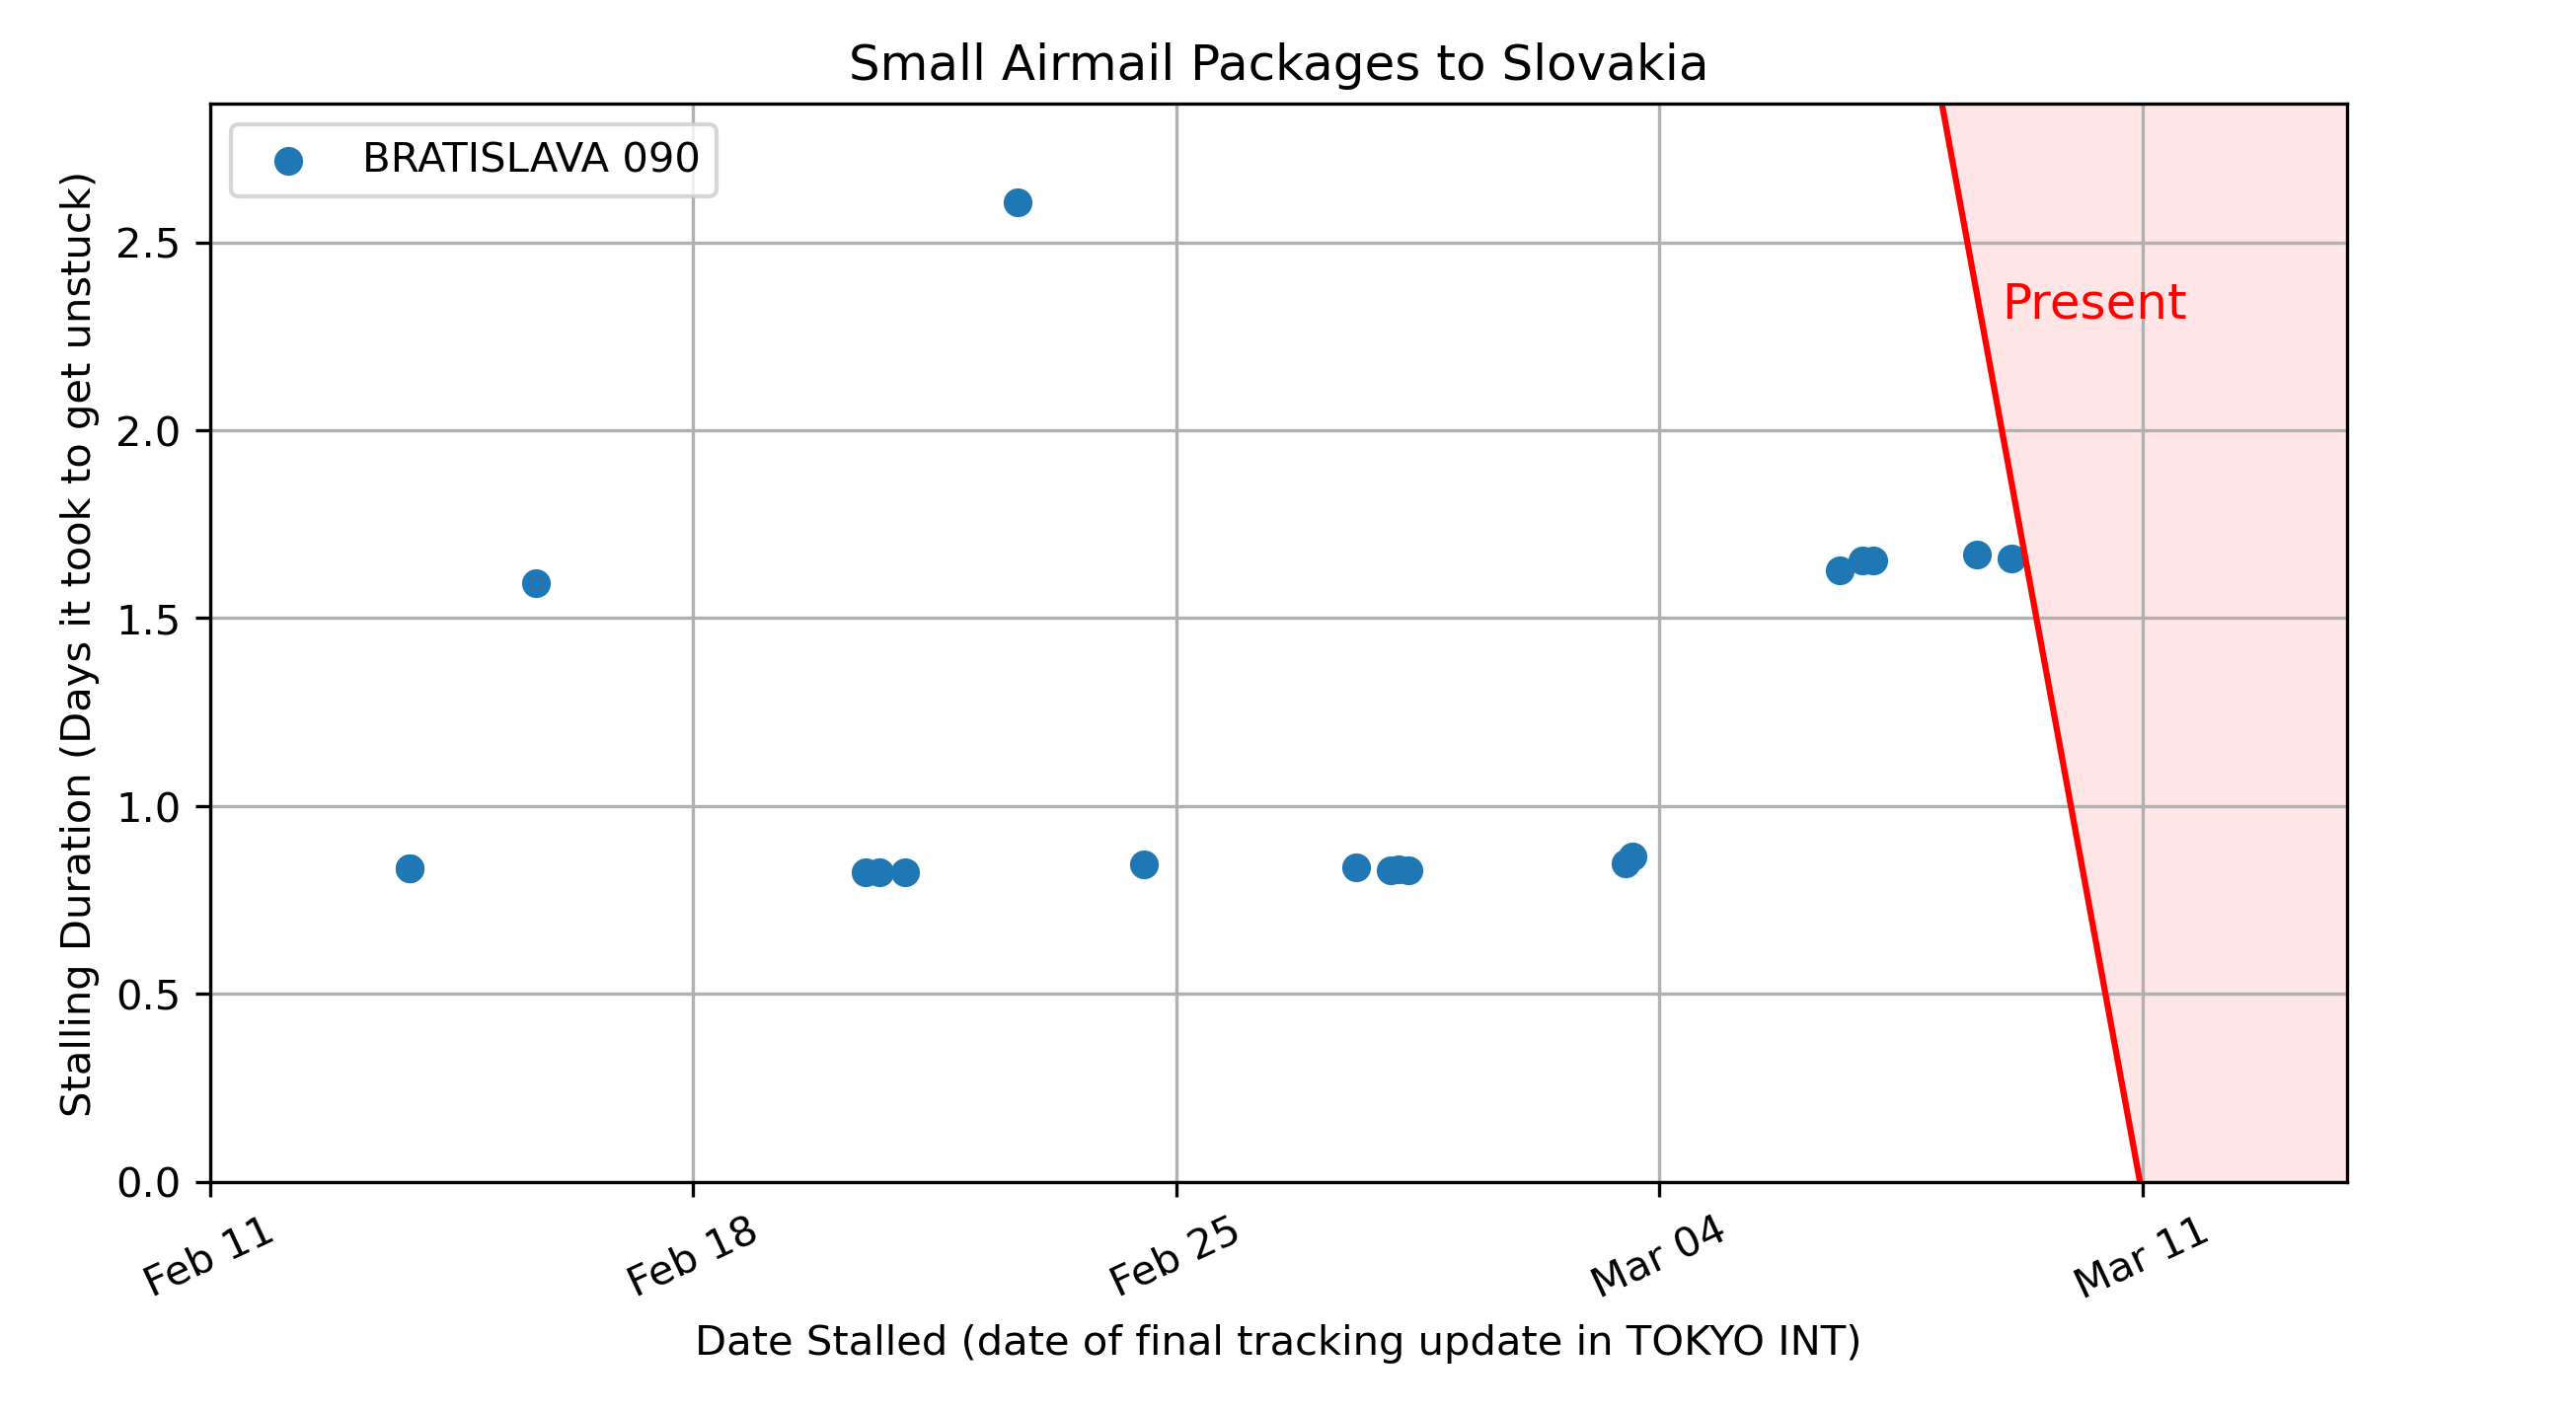 Small Airmail Packages to Slovakia
BRATISLAVA 090
Present
Stalling Duration (Days it took to get unstuck)
2.5
2.0
1.5
1.0
0.5
0.0
Feb 11
Feb 18
Feb 25
Mar 04
Mar 11
Date Stalled (date of final tracking update in TOKYO INT)